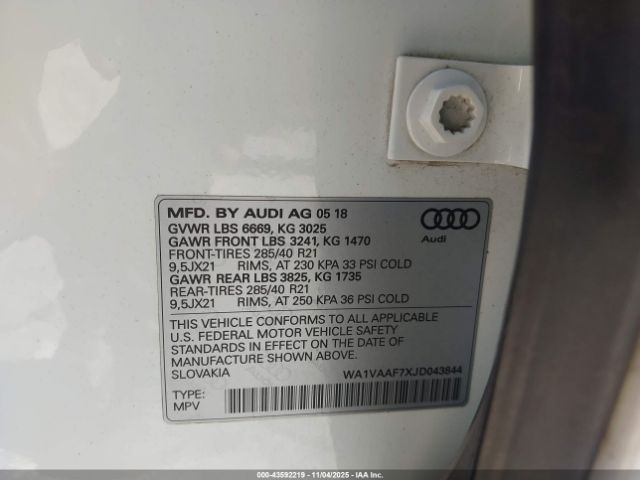 MFD. BY AUDI AG 05 18
GVWR LBS 6669, KG 3025
GAWR FRONT LBS 3241, KG 1470
FRONT-TIRES 285/40 R21
9,5JX21 RIMS, AT 230 KPA 33 PSI COLD
GAWR REAR LBS 3825, KG 1735
REAR-TIRES 285/40 R21
9,5JX21 RIMS, AT 250 KPA 36 PSI COLD
Audi
THIS VEHICLE CONFORMS TO ALL APPLICABLE
U.S. FEDERAL MOTOR VEHICLE SAFETY
STANDARDS IN EFFECT ON THE DATE OF
MANUFACTURE SHOWN ABOVE.
SLOVAKIA WA1VAAF7XJD043844
TYPE:
MPV
000-43592219 - 11/04/2025 - IAAI.COM